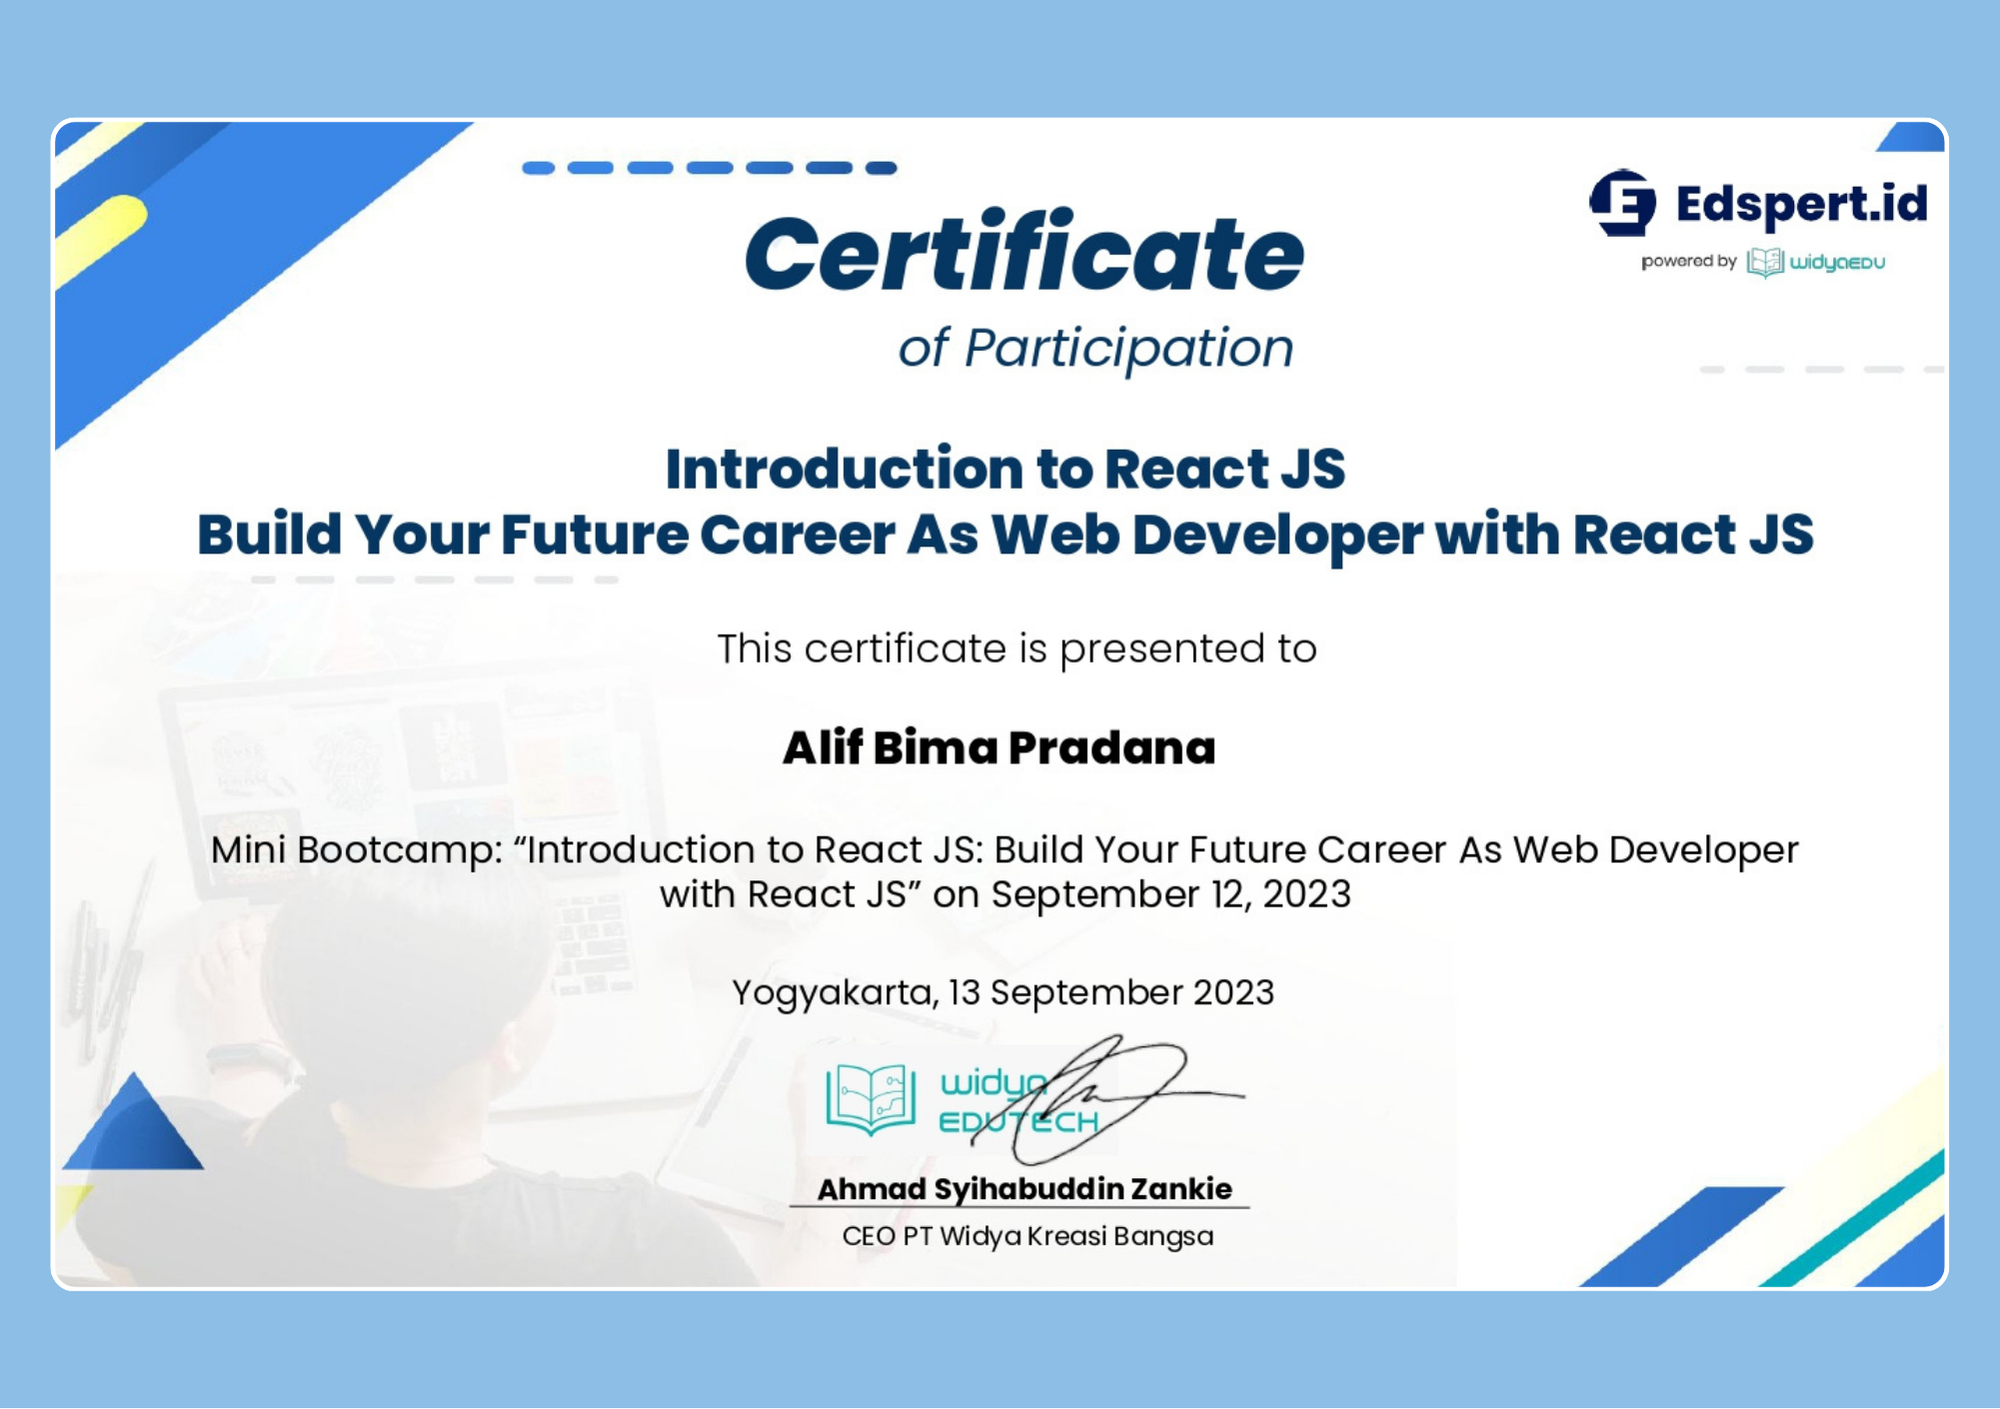 Edspert.id
powered by widyaEDU
Certificate
of Participation
Introduction to React JS
Build Your Future Career As Web Developer with React JS
This certificate is presented to
Alif Bima Pradana
Mini Bootcamp: “Introduction to React JS: Build Your Future Career As Web Developer
with React JS” on September 12, 2023
Yogyakarta, 13 September 2023
widya
EDUTECH
Ahmad Syihabuddin Zankie
CEO PT Widya Kreasi Bangsa